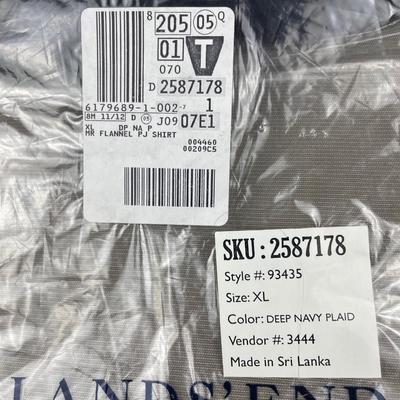 8 205 05 Q
01 T
070
D 2587178
6179689-1-002-7 1
8M 11/12 D 05 J09 07E1
XL DP NA P
MR FLANNEL PJ SHIRT
004460
00209C5
SKU : 2587178
Style #: 93435
Size: XL
Color: DEEP NAVY PLAID
Vendor #: 3444
Made in Sri Lanka
LANDS' END